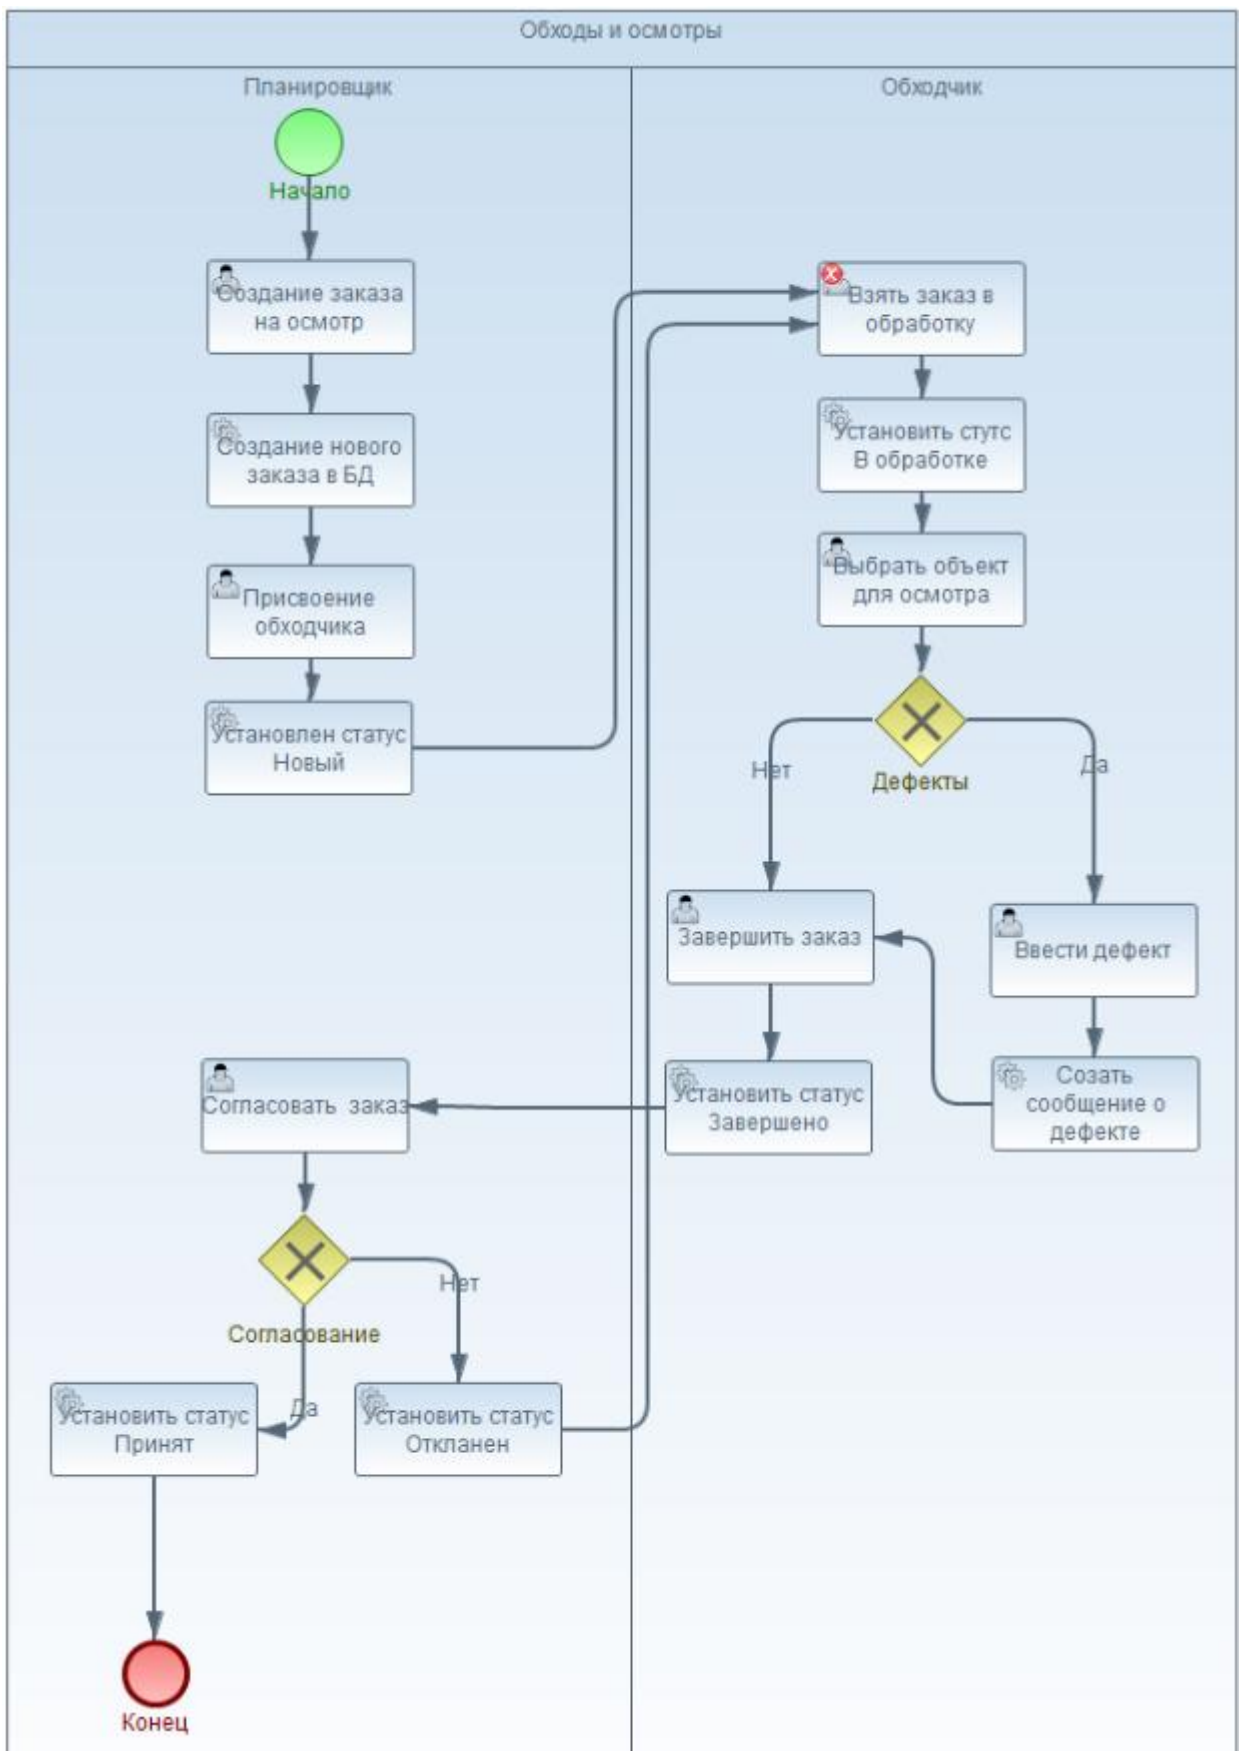 Обходы и осмотры
Планировщик
Обходчик
Начало
Создание заказа
на осмотр
Создание нового
заказа в БД
Присвоение
обходчика
Установлен статус
Новый
Взять заказ в
обработку
Установить стутс
В обработке
Выбрать объект
для осмотра
Нет
Да
Дефекты
Завершить заказ
Ввести дефект
Созать
сообщение о
дефекте
Установить статус
Завершено
Согласовать заказ
Нет
Согласование
Да
Установить статус
Принят
Установить статус
Откланен
Конец